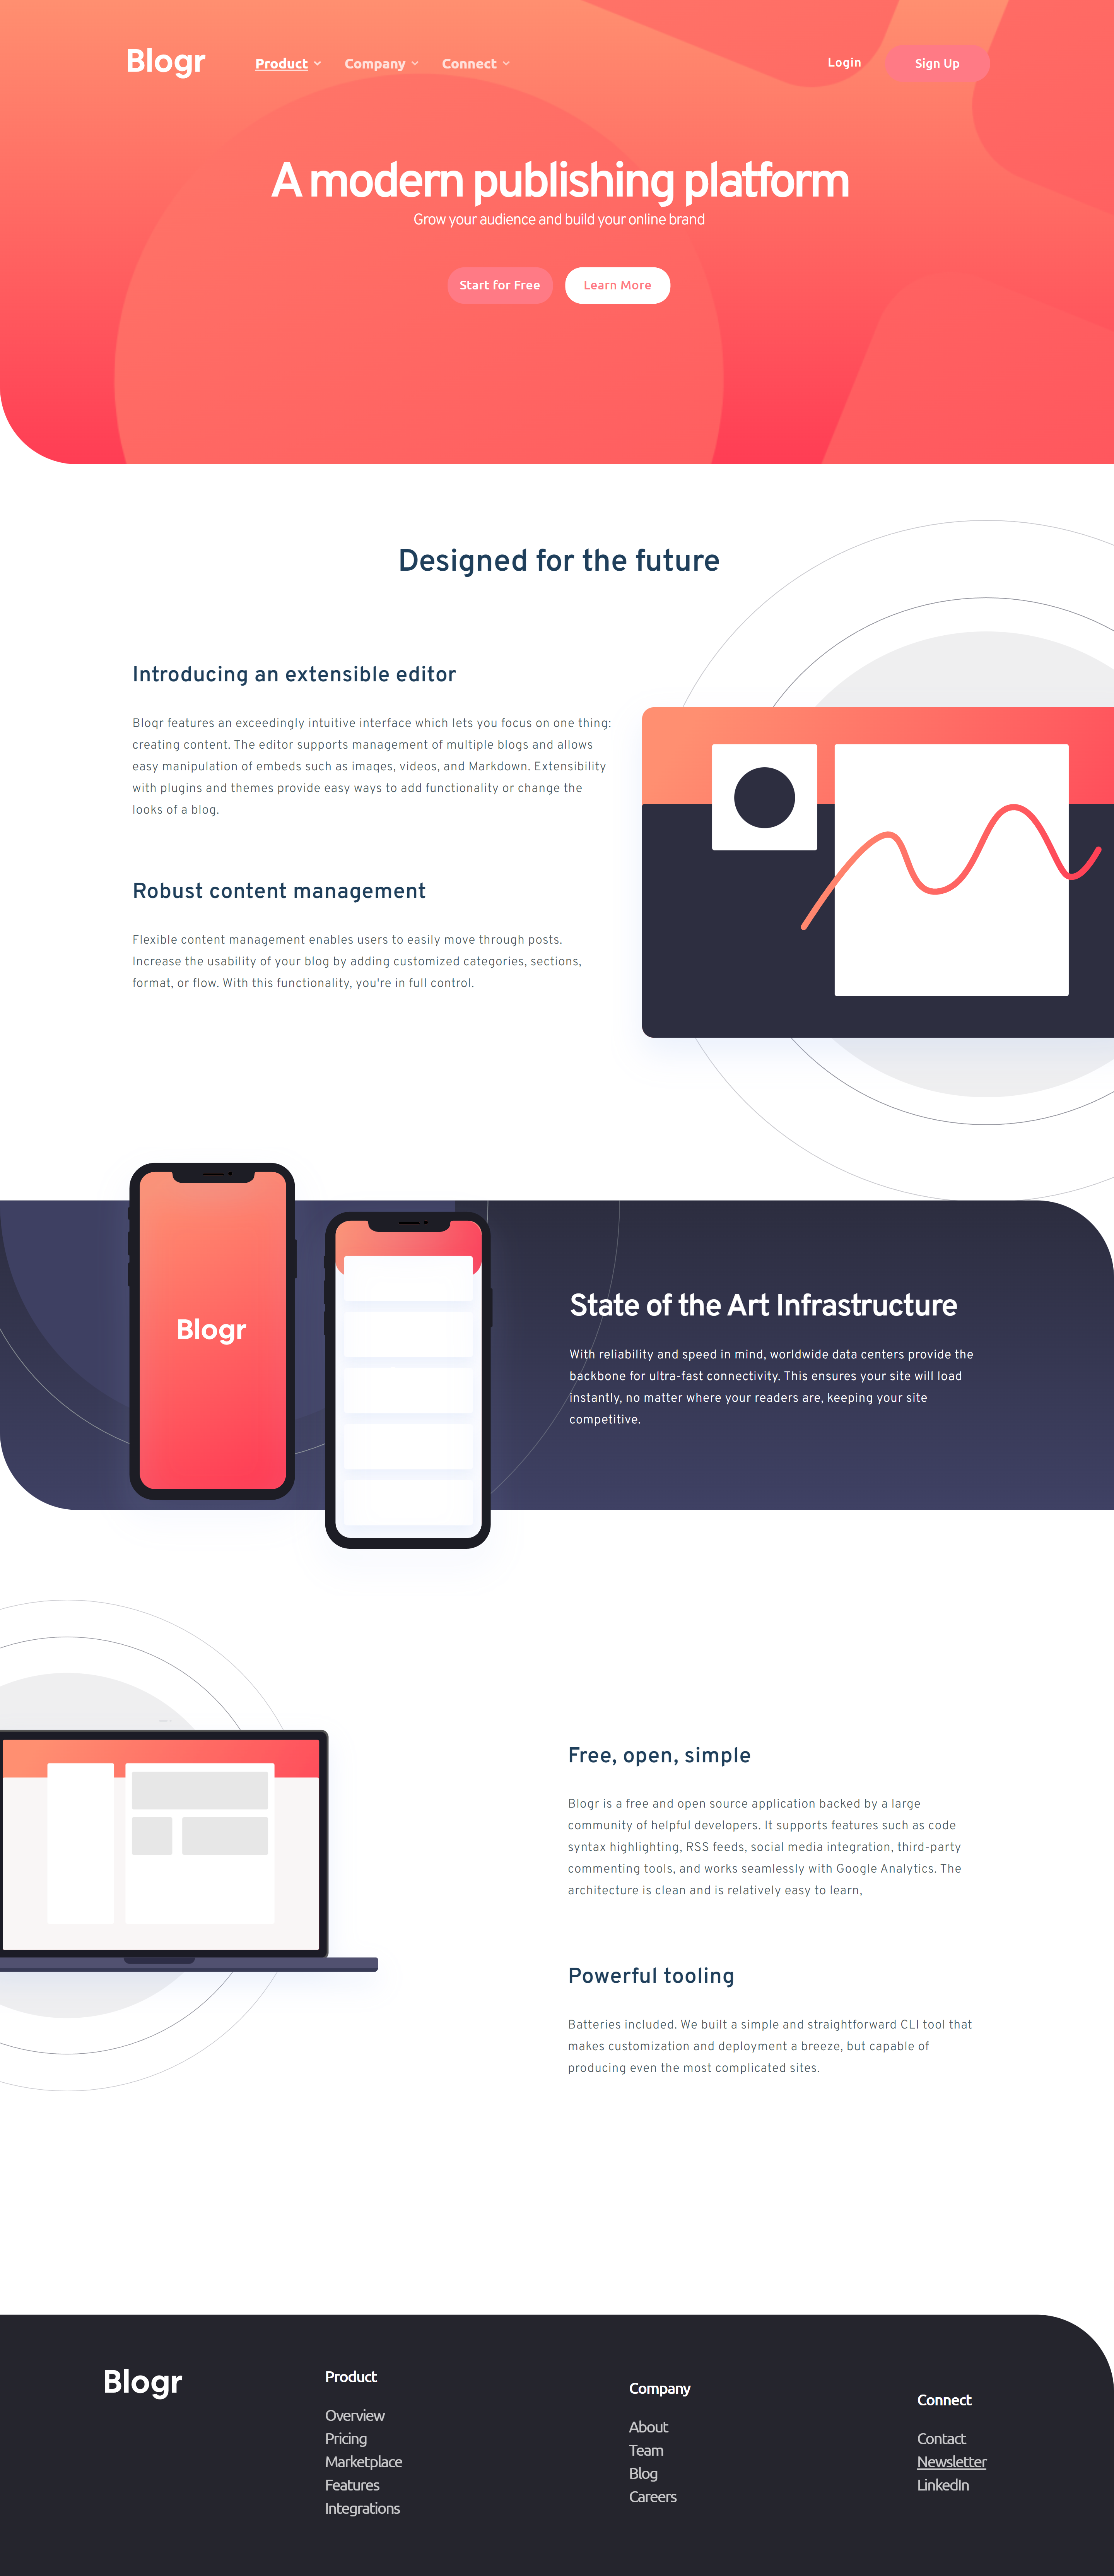 Blogr
Product
Company
Connect
Login
Sign Up
A modern publishing platform
Grow your audience and build your online brand
Start for Free
Learn More
Designed for the future
Introducing an extensible editor
Blogr features an exceedingly intuitive interface which lets you focus on one thing:
creating content. The editor supports management of multiple blogs and allows
easy manipulation of embeds such as images, videos, and Markdown. Extensibility
with plugins and themes provide easy ways to add functionality or change the
looks of a blog.
Robust content management
Flexible content management enables users to easily move through posts.
Increase the usability of your blog by adding customized categories, sections,
format, or flow. With this functionality, you're in full control.
Blogr
State of the Art Infrastructure
With reliability and speed in mind, worldwide data centers provide the
backbone for ultra-fast connectivity. This ensures your site will load
instantly, no matter where your readers are, keeping your site
competitive.
Free, open, simple
Blogr is a free and open source application backed by a large
community of helpful developers. It supports features such as code
syntax highlighting, RSS feeds, social media integration, third-party
commenting tools, and works seamlessly with Google Analytics. The
architecture is clean and is relatively easy to learn,
Powerful tooling
Batteries included. We built a simple and straightforward CLI tool that
makes customization and deployment a breeze, but capable of
producing even the most complicated sites.
Blogr
Product
Overview
Pricing
Marketplace
Features
Integrations
Company
About
Team
Blog
Careers
Connect
Contact
Newsletter
LinkedIn